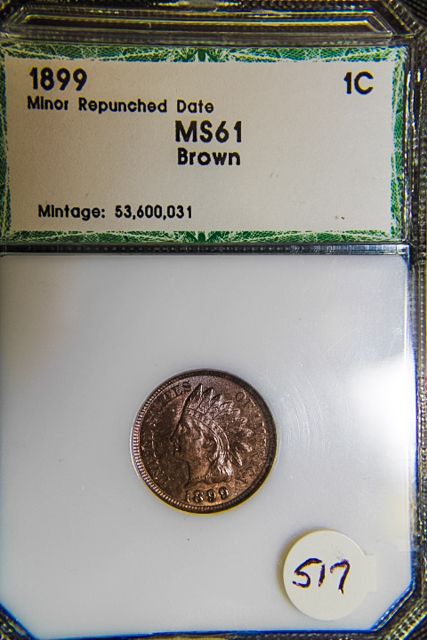 1899 1C
Minor Repunched Date
MS61
Brown
Mintage: 53,600,031
1899
517